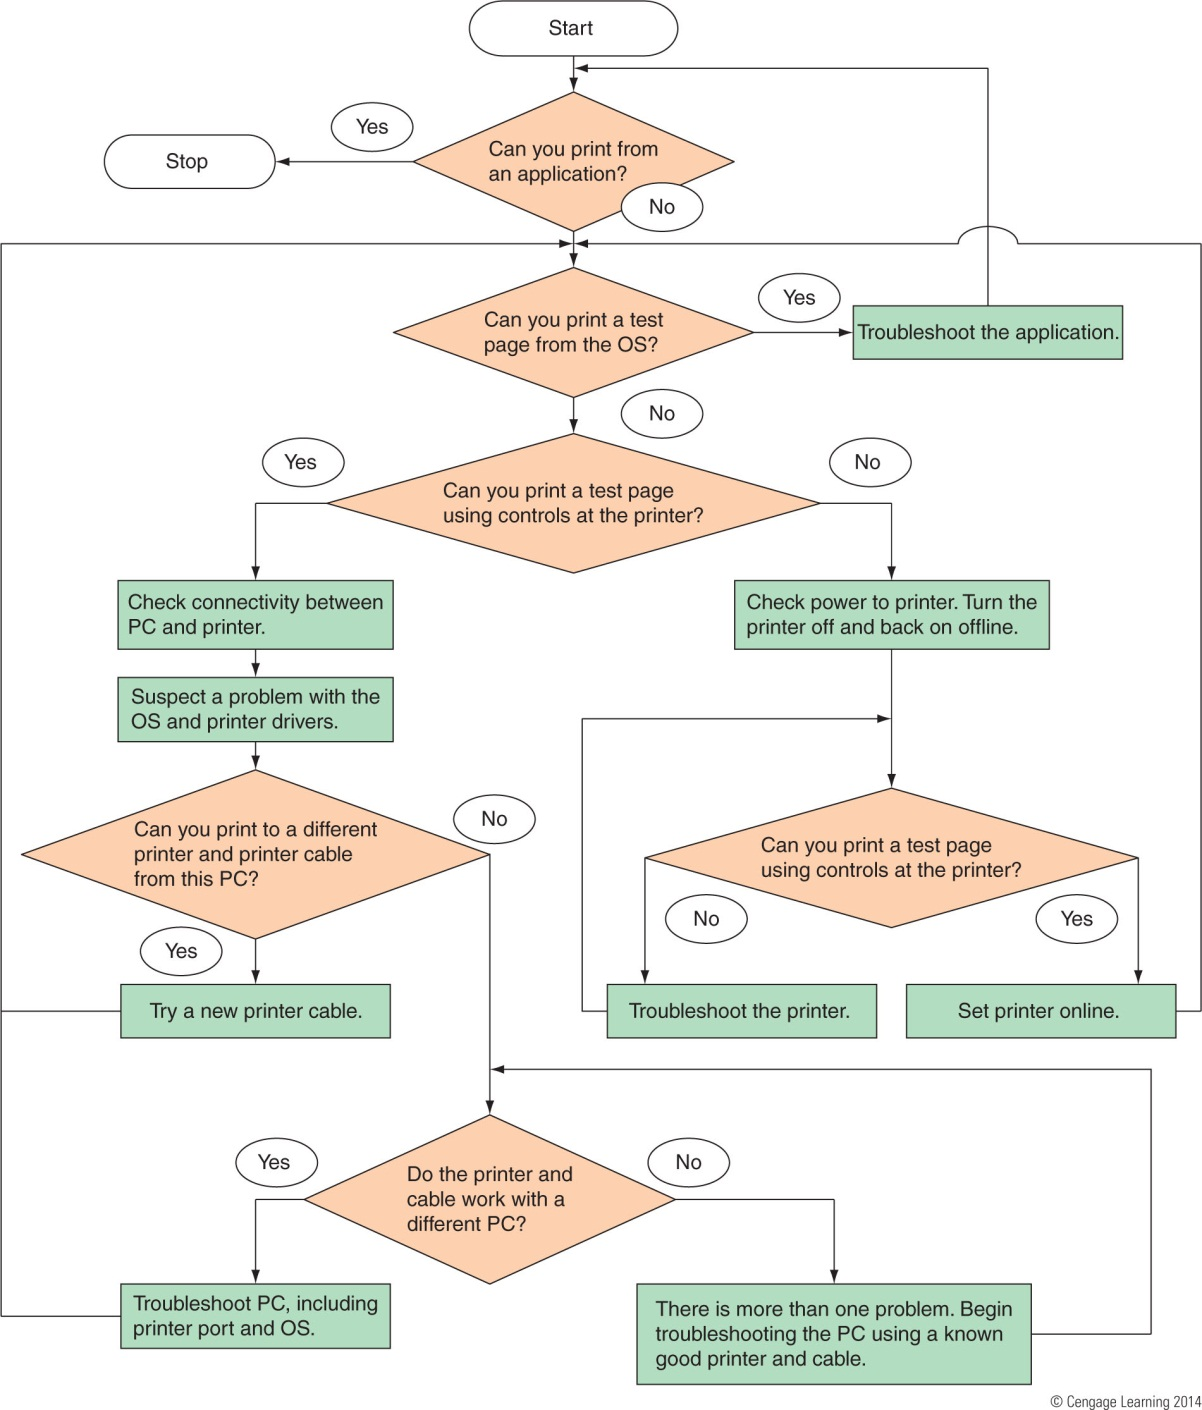 Start
Yes
Stop
Can you print from
an application?
No
Can you print a test
page from the OS?
Yes
Troubleshoot the application.
No
Yes
No
Can you print a test page
using controls at the printer?
Check connectivity between
PC and printer.
Check power to printer. Turn the
printer off and back on offline.
Suspect a problem with the
OS and printer drivers.
Can you print to a different
printer and printer cable
from this PC?
No
Can you print a test page
using controls at the printer?
Yes
No
Yes
Try a new printer cable.
Troubleshoot the printer.
Set printer online.
Yes
No
Do the printer and
cable work with a
different PC?
Troubleshoot PC, including
printer port and OS.
There is more than one problem. Begin
troubleshooting the PC using a known
good printer and cable.
© Cengage Learning 2014